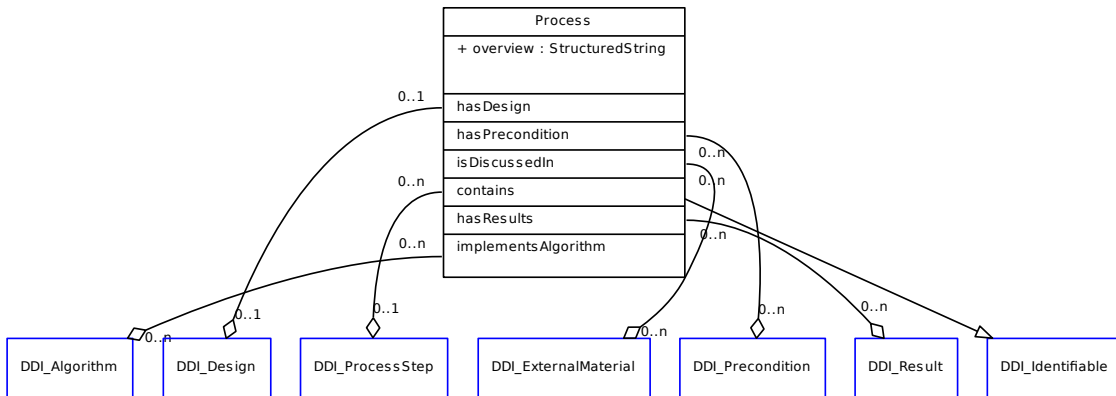 Process
+ overview : StructuredString
0..1
hasDesign
hasPrecondition
0..n
isDiscussedIn
0..n
0..n
contains
hasResults
0..n
0..n
implementsAlgorithm
0..n
0..1
0..1
0..n
0..n
0..n
DDI_Algorithm
DDI_Design
DDI_ProcessStep
DDI_ExternalMaterial
DDI_Precondition
DDI_Result
DDI_Identifiable